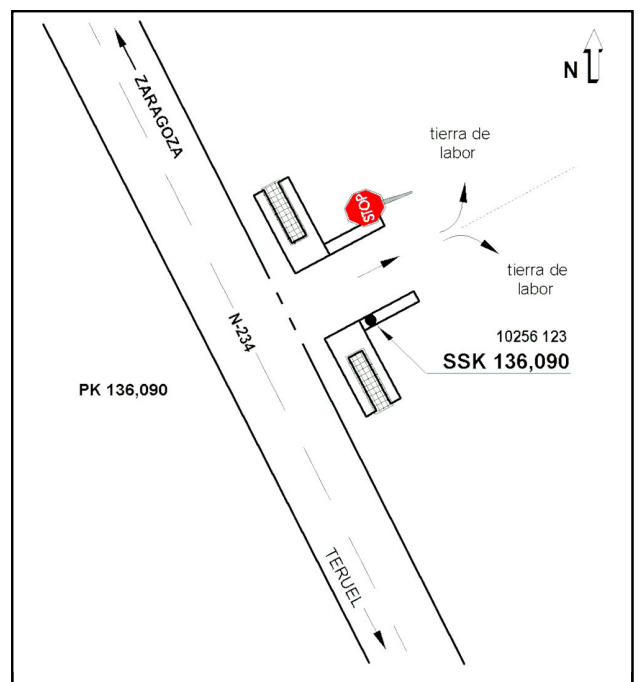 N
ZARAGOZA
tierra de
labor
STOP
tierra de
labor
N-234
10256 123
SSK 136,090
PK 136,090
TERUEL